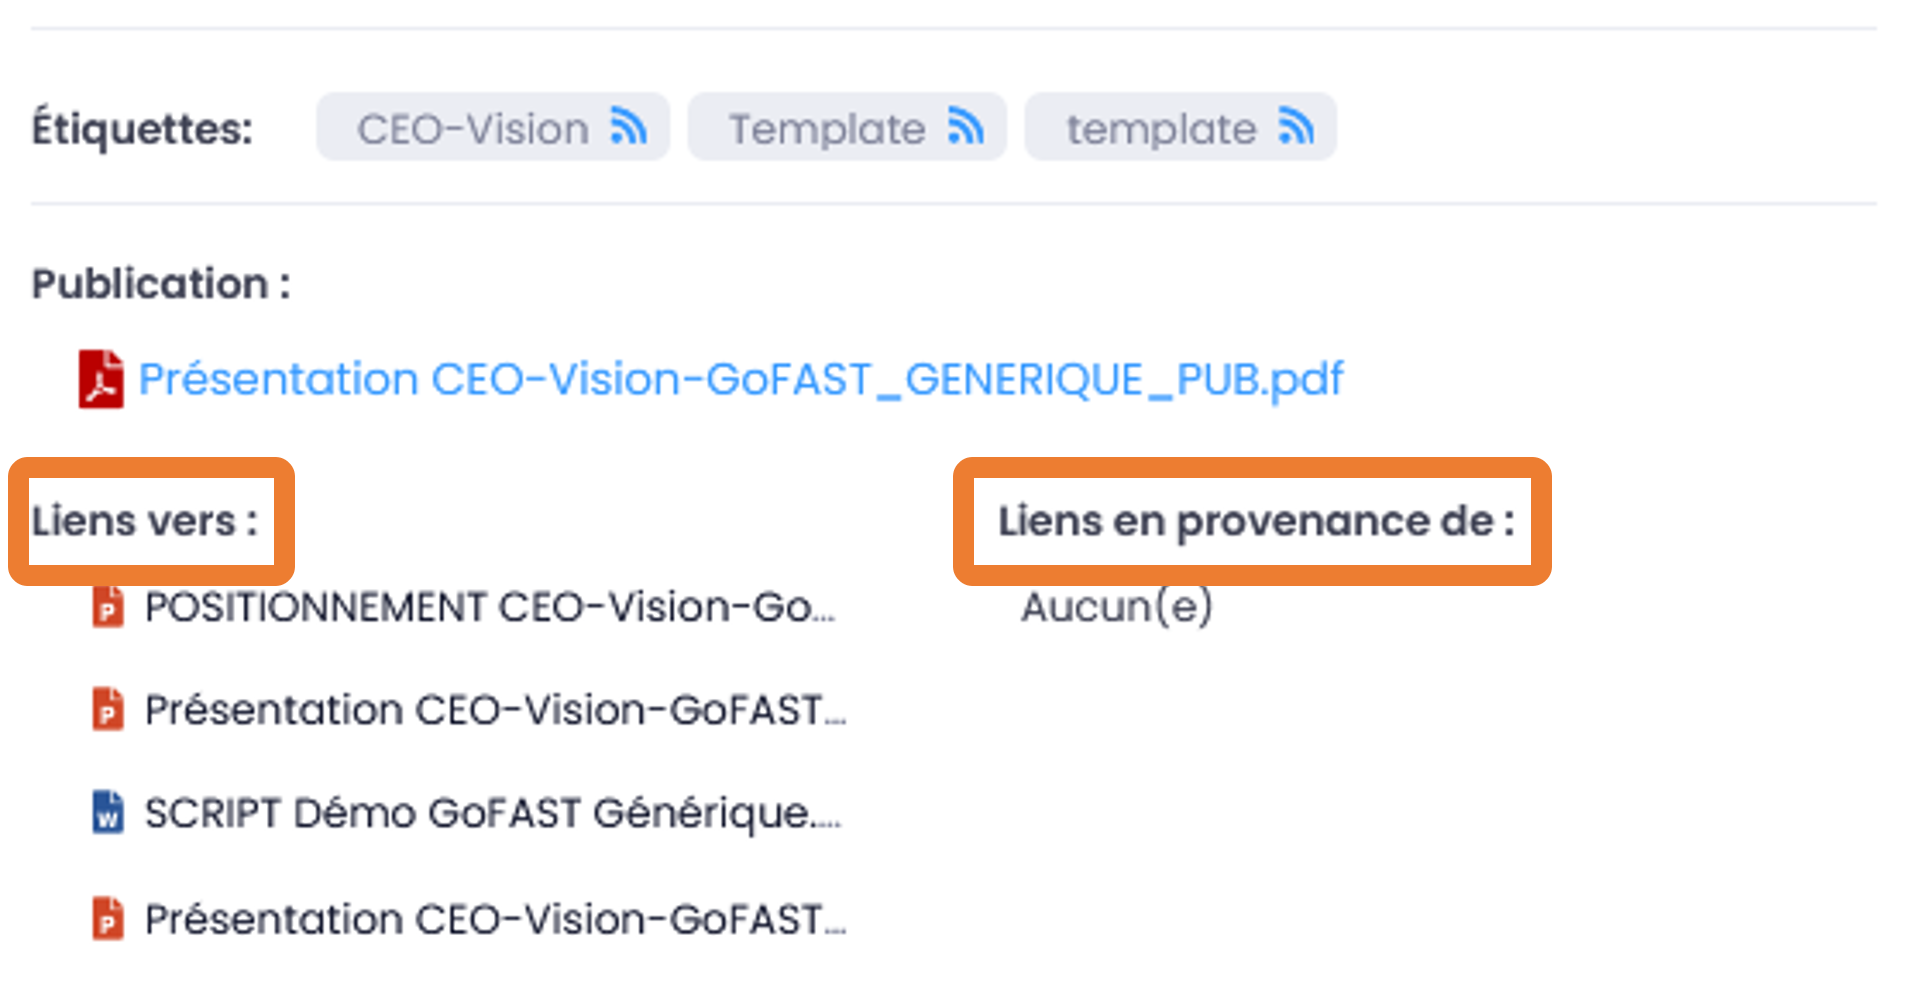 Étiquettes: CEO-Vision Template template
Publication :
Présentation CEO-Vision-GoFAST_GENERIQUE_PUB.pdf
Liens vers : Liens en provenance de :
POSITIONNEMENT CEO-Vision-Go... Aucun(e)
Présentation CEO-Vision-GoFAST...
SCRIPT Démo GoFAST Générique....
Présentation CEO-Vision-GoFAST...